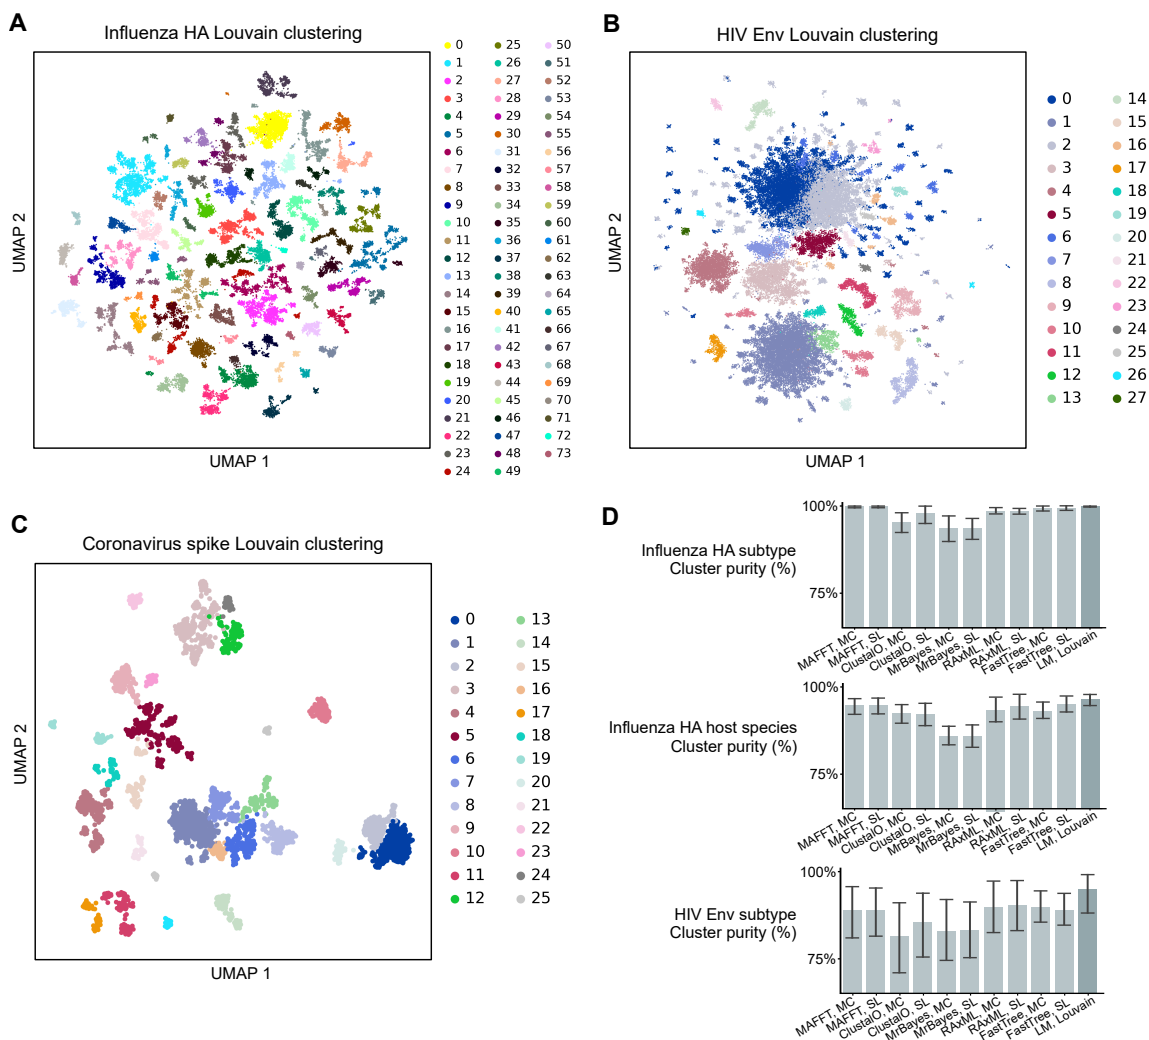 A
Influenza HA Louvain clustering
0 25 50
1 26 51
2 27 52
3 28 53
4 29 54
5 30 55
6 31 56
7 32 57
8 33 58
9 34 59
10 35 60
11 36 61
12 37 62
13 38 63
14 39 64
15 40 65
16 41 66
17 42 67
18 43 68
19 44 69
20 45 70
21 46 71
22 47 72
23 48 73
24 49
UMAP 2
UMAP 1
B
HIV Env Louvain clustering
0 14
1 15
2 16
3 17
4 18
5 19
6 20
7 21
8 22
9 23
10 24
11 25
12 26
13 27
UMAP 2
UMAP 1
C
Coronavirus spike Louvain clustering
0 13
1 14
2 15
3 16
4 17
5 18
6 19
7 20
8 21
9 22
10 23
11 24
12 25
UMAP 2
UMAP 1
D
Influenza HA subtype
Cluster purity (%)
100%
75%
MAFFT, MC
MAFFT, SL
ClustalO, MC
ClustalO, SL
MrBayes, MC
MrBayes, SL
RAxML, MC
RAxML, SL
FastTree, MC
FastTree, SL
LM, Louvain
Influenza HA host species
Cluster purity (%)
100%
75%
MAFFT, MC
MAFFT, SL
ClustalO, MC
ClustalO, SL
MrBayes, MC
MrBayes, SL
RAxML, MC
RAxML, SL
FastTree, MC
FastTree, SL
LM, Louvain
HIV Env subtype
Cluster purity (%)
100%
75%
MAFFT, MC
MAFFT, SL
ClustalO, MC
ClustalO, SL
MrBayes, MC
MrBayes, SL
RAxML, MC
RAxML, SL
FastTree, MC
FastTree, SL
LM, Louvain